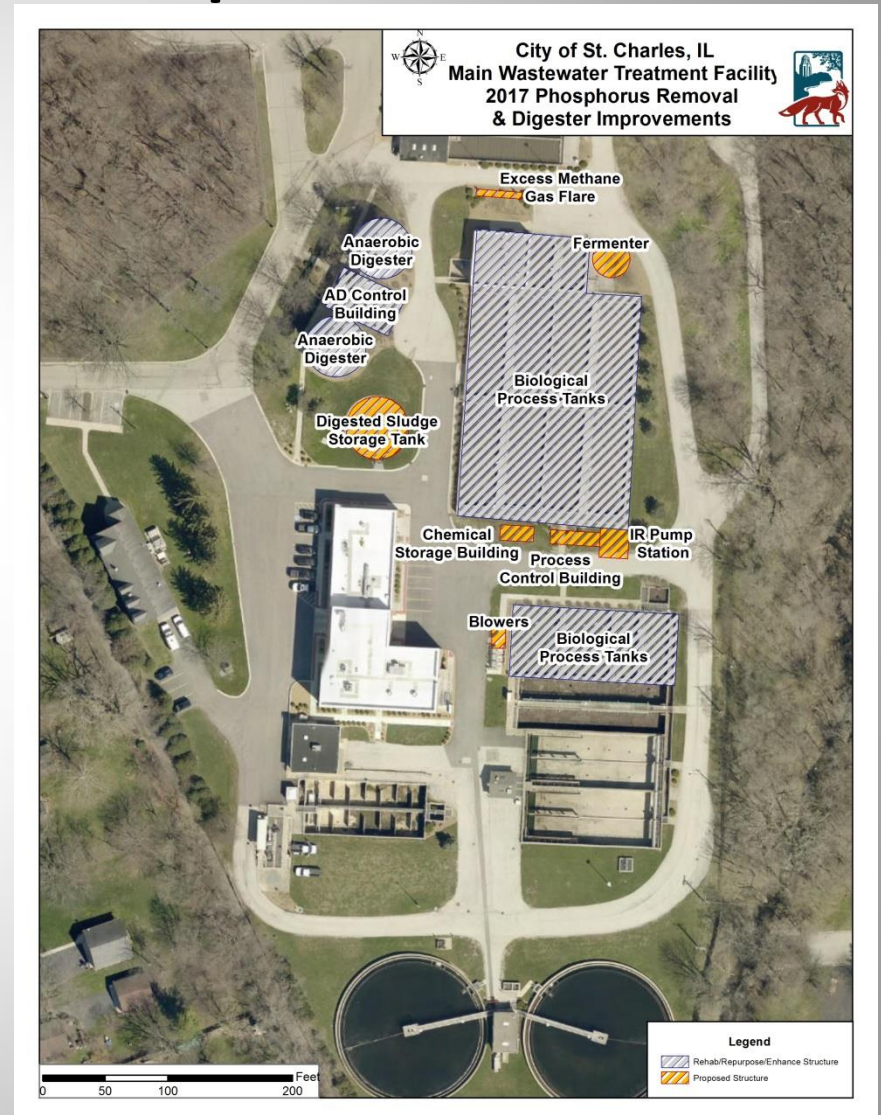 City of St. Charles, IL
Main Wastewater Treatment Facility
2017 Phosphorus Removal
& Digester Improvements
N
W
E
S
Excess Methane
Gas Flare
Anaerobic
Digester
Fermenter
AD Control
Building
Anaerobic
Digester
Biological
Process Tanks
Digested Sludge
Storage Tank
Chemical
Storage Building
IR Pump
Station
Process
Control Building
Blowers
Biological
Process Tanks
Legend
Rehab/Repurpose/Enhance Structure
Proposed Structure
Feet
0 50 100 200